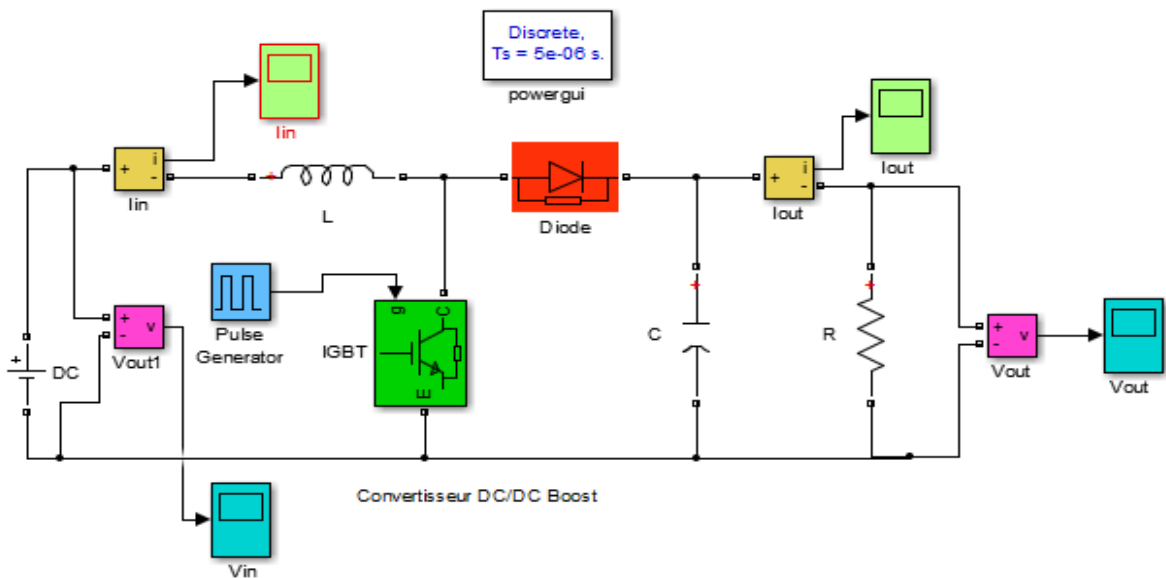 Discrete,
Ts = 5e-06 s.
powergui
Iin
Iout
i
+
-
Iin
L
Diode
i
+
-
Iout
Pulse
Generator
g
C
E
IGBT
+
-
v
Vout1
+
DC
C
R
+
-
v
Vout
Vout
Convertisseur DC/DC Boost
Vin